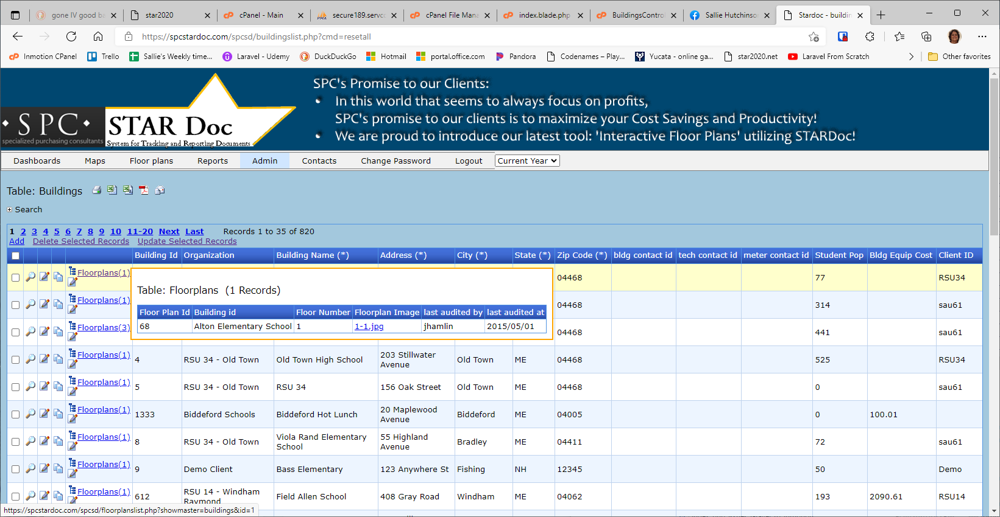 gone IV good ba
star2020
cPanel - Main
secure189.servco
cPanel File Mana
index.blade.php
BuildingsControl
Sallie Hutchinso
Stardoc - buildin
https://spcstardoc.com/spcsd/buildingslist.php?cmd=resetall
Inmotion CPanel
Trello
Sallie's Weekly time...
Laravel - Udemy
DuckDuckGo
Hotmail
portal.office.com
Pandora
Codenames – Play...
Yucata - online ga...
star2020.net
Laravel From Scratch
Other favorites
SPC's Promise to our Clients:
• In this world that seems to always focus on profits,
SPC's promise to our clients is to maximize your Cost Savings and Productivity!
• We are proud to introduce our latest tool: 'Interactive Floor Plans' utilizing STARDoc!
• SPC •
specialized purchasing consultants
STAR Doc
System for Tracking and Reporting Documents
Dashboards Maps Floor plans Reports Admin Contacts Change Password Logout Current Year
Table: Buildings
Search
1 2 3 4 5 6 7 8 9 10 11-20 Next Last Records 1 to 35 of 820
Add Delete Selected Records Update Selected Records
Building Id Organization Building Name (*) Address (*) City (*) State (*) Zip Code (*) bldg contact id tech contact id meter contact id Student Pop Bldg Equip Cost Client ID
Floorplans(1) 04468 77 RSU34
Floorplans(1) 04468 314 sau61
Floorplans(3) 04468 441 sau61
Table: Floorplans (1 Records)
Floor Plan Id Building id Floor Number Floorplan Image last audited by last audited at
68 Alton Elementary School 1 1-1.jpg jhamlin 2015/05/01
Floorplans(1) 4 RSU 34 - Old Town Old Town High School 203 Stillwater Avenue Old Town ME 04468 525 RSU34
Floorplans(1) 5 RSU 34 - Old Town RSU 34 156 Oak Street Old Town ME 04468 0 sau61
Floorplans(1) 1333 Biddeford Schools Biddeford Hot Lunch 20 Maplewood Avenue Biddeford ME 04005 0 100.01
Floorplans(1) 8 RSU 34 - Old Town Viola Rand Elementary School 55 Highland Avenue Bradley ME 04411 72 sau61
Floorplans(1) 9 Demo Client Bass Elementary 123 Anywhere St Fishing NH 12345 50 Demo
Floorplans(1) 612 RSU 14 - Windham Raymond Field Allen School 408 Gray Road Windham ME 04062 193 2090.61 RSU14
https://spcstardoc.com/spcsd/floorplanslist.php?showmaster=buildings&id=1